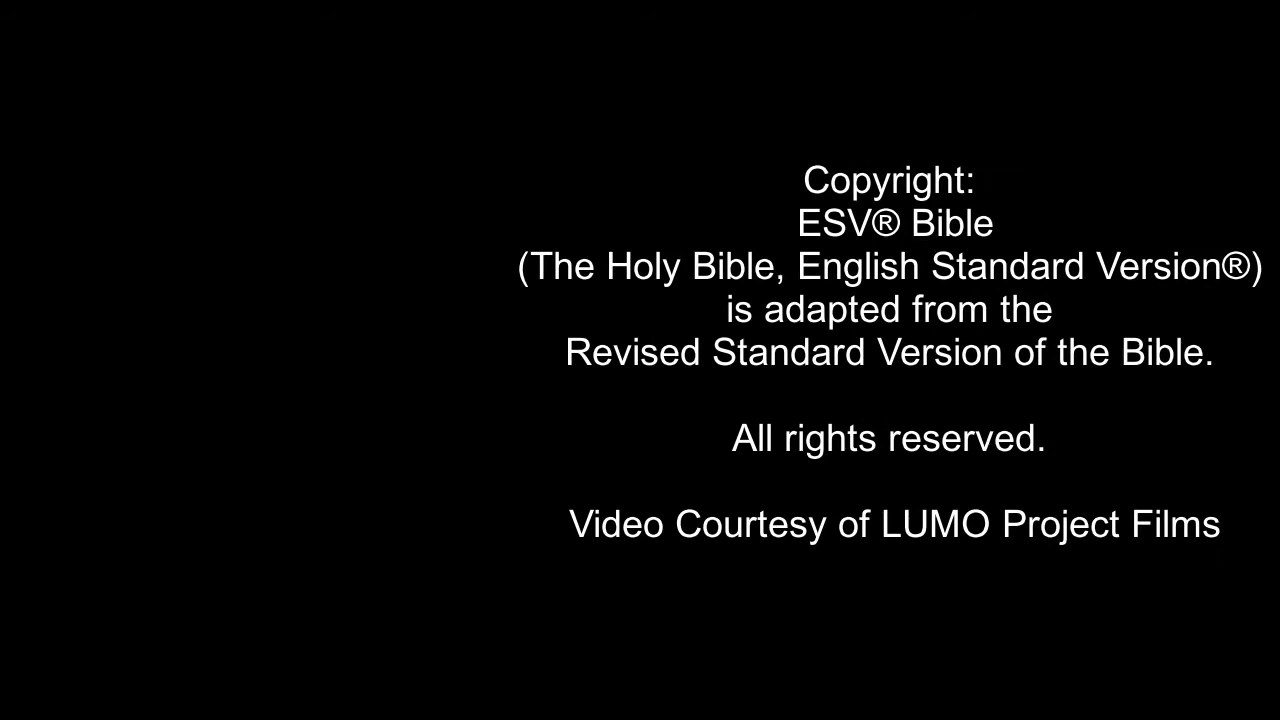 Copyright:
ESV® Bible
(The Holy Bible, English Standard Version®)
is adapted from the
Revised Standard Version of the Bible.
All rights reserved.
Video Courtesy of LUMO Project Films